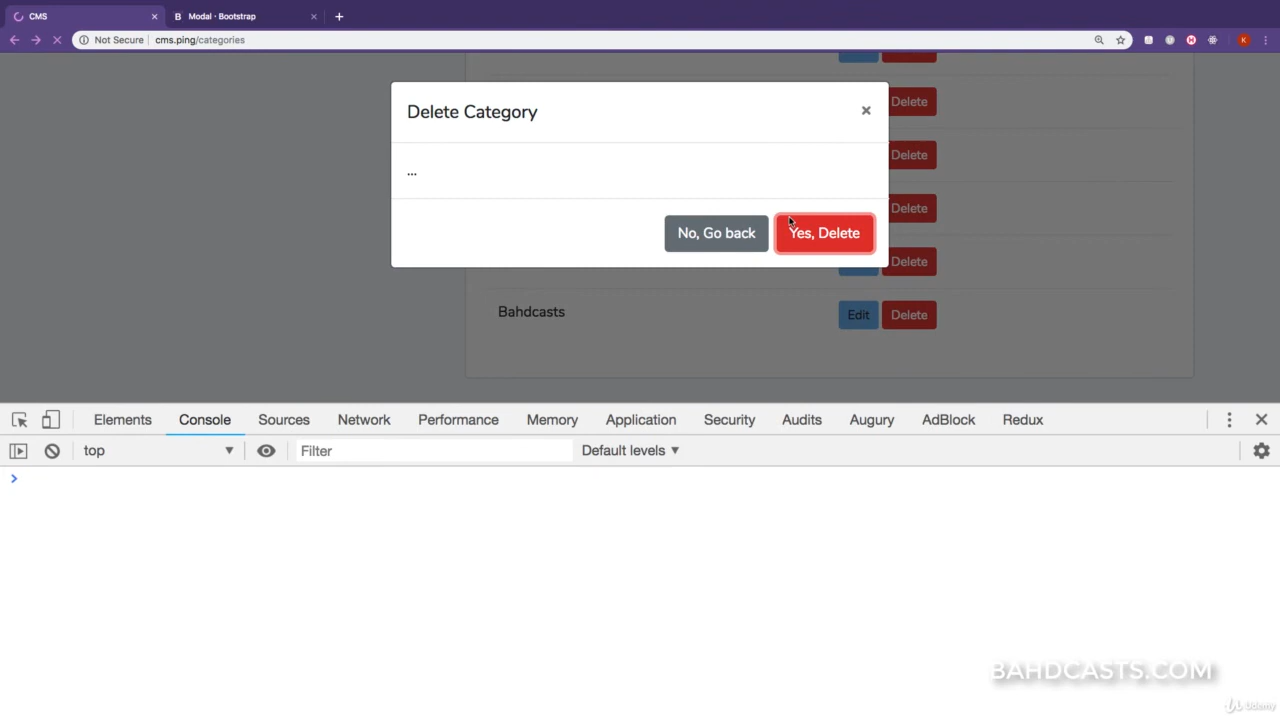 CMS × B Modal · Bootstrap × +
Not Secure cms.ping/categories K
Delete Category ×
Delete
Delete
...
Delete
No, Go back Yes, Delete
Delete
Bahdcasts Edit Delete
Elements Console Sources Network Performance Memory Application Security Audits Augury AdBlock Redux
top ▼ Filter Default levels ▼
>
BAHDCASTS.COM
Udemy